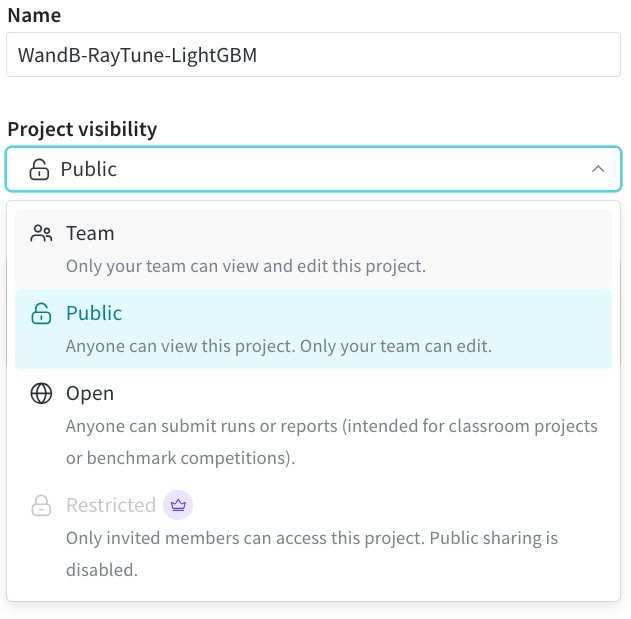 Name
WandB-RayTune-LightGBM
Project visibility
Public
Team
Only your team can view and edit this project.
Public
Anyone can view this project. Only your team can edit.
Open
Anyone can submit runs or reports (intended for classroom projects
or benchmark competitions).
Restricted
Only invited members can access this project. Public sharing is
disabled.